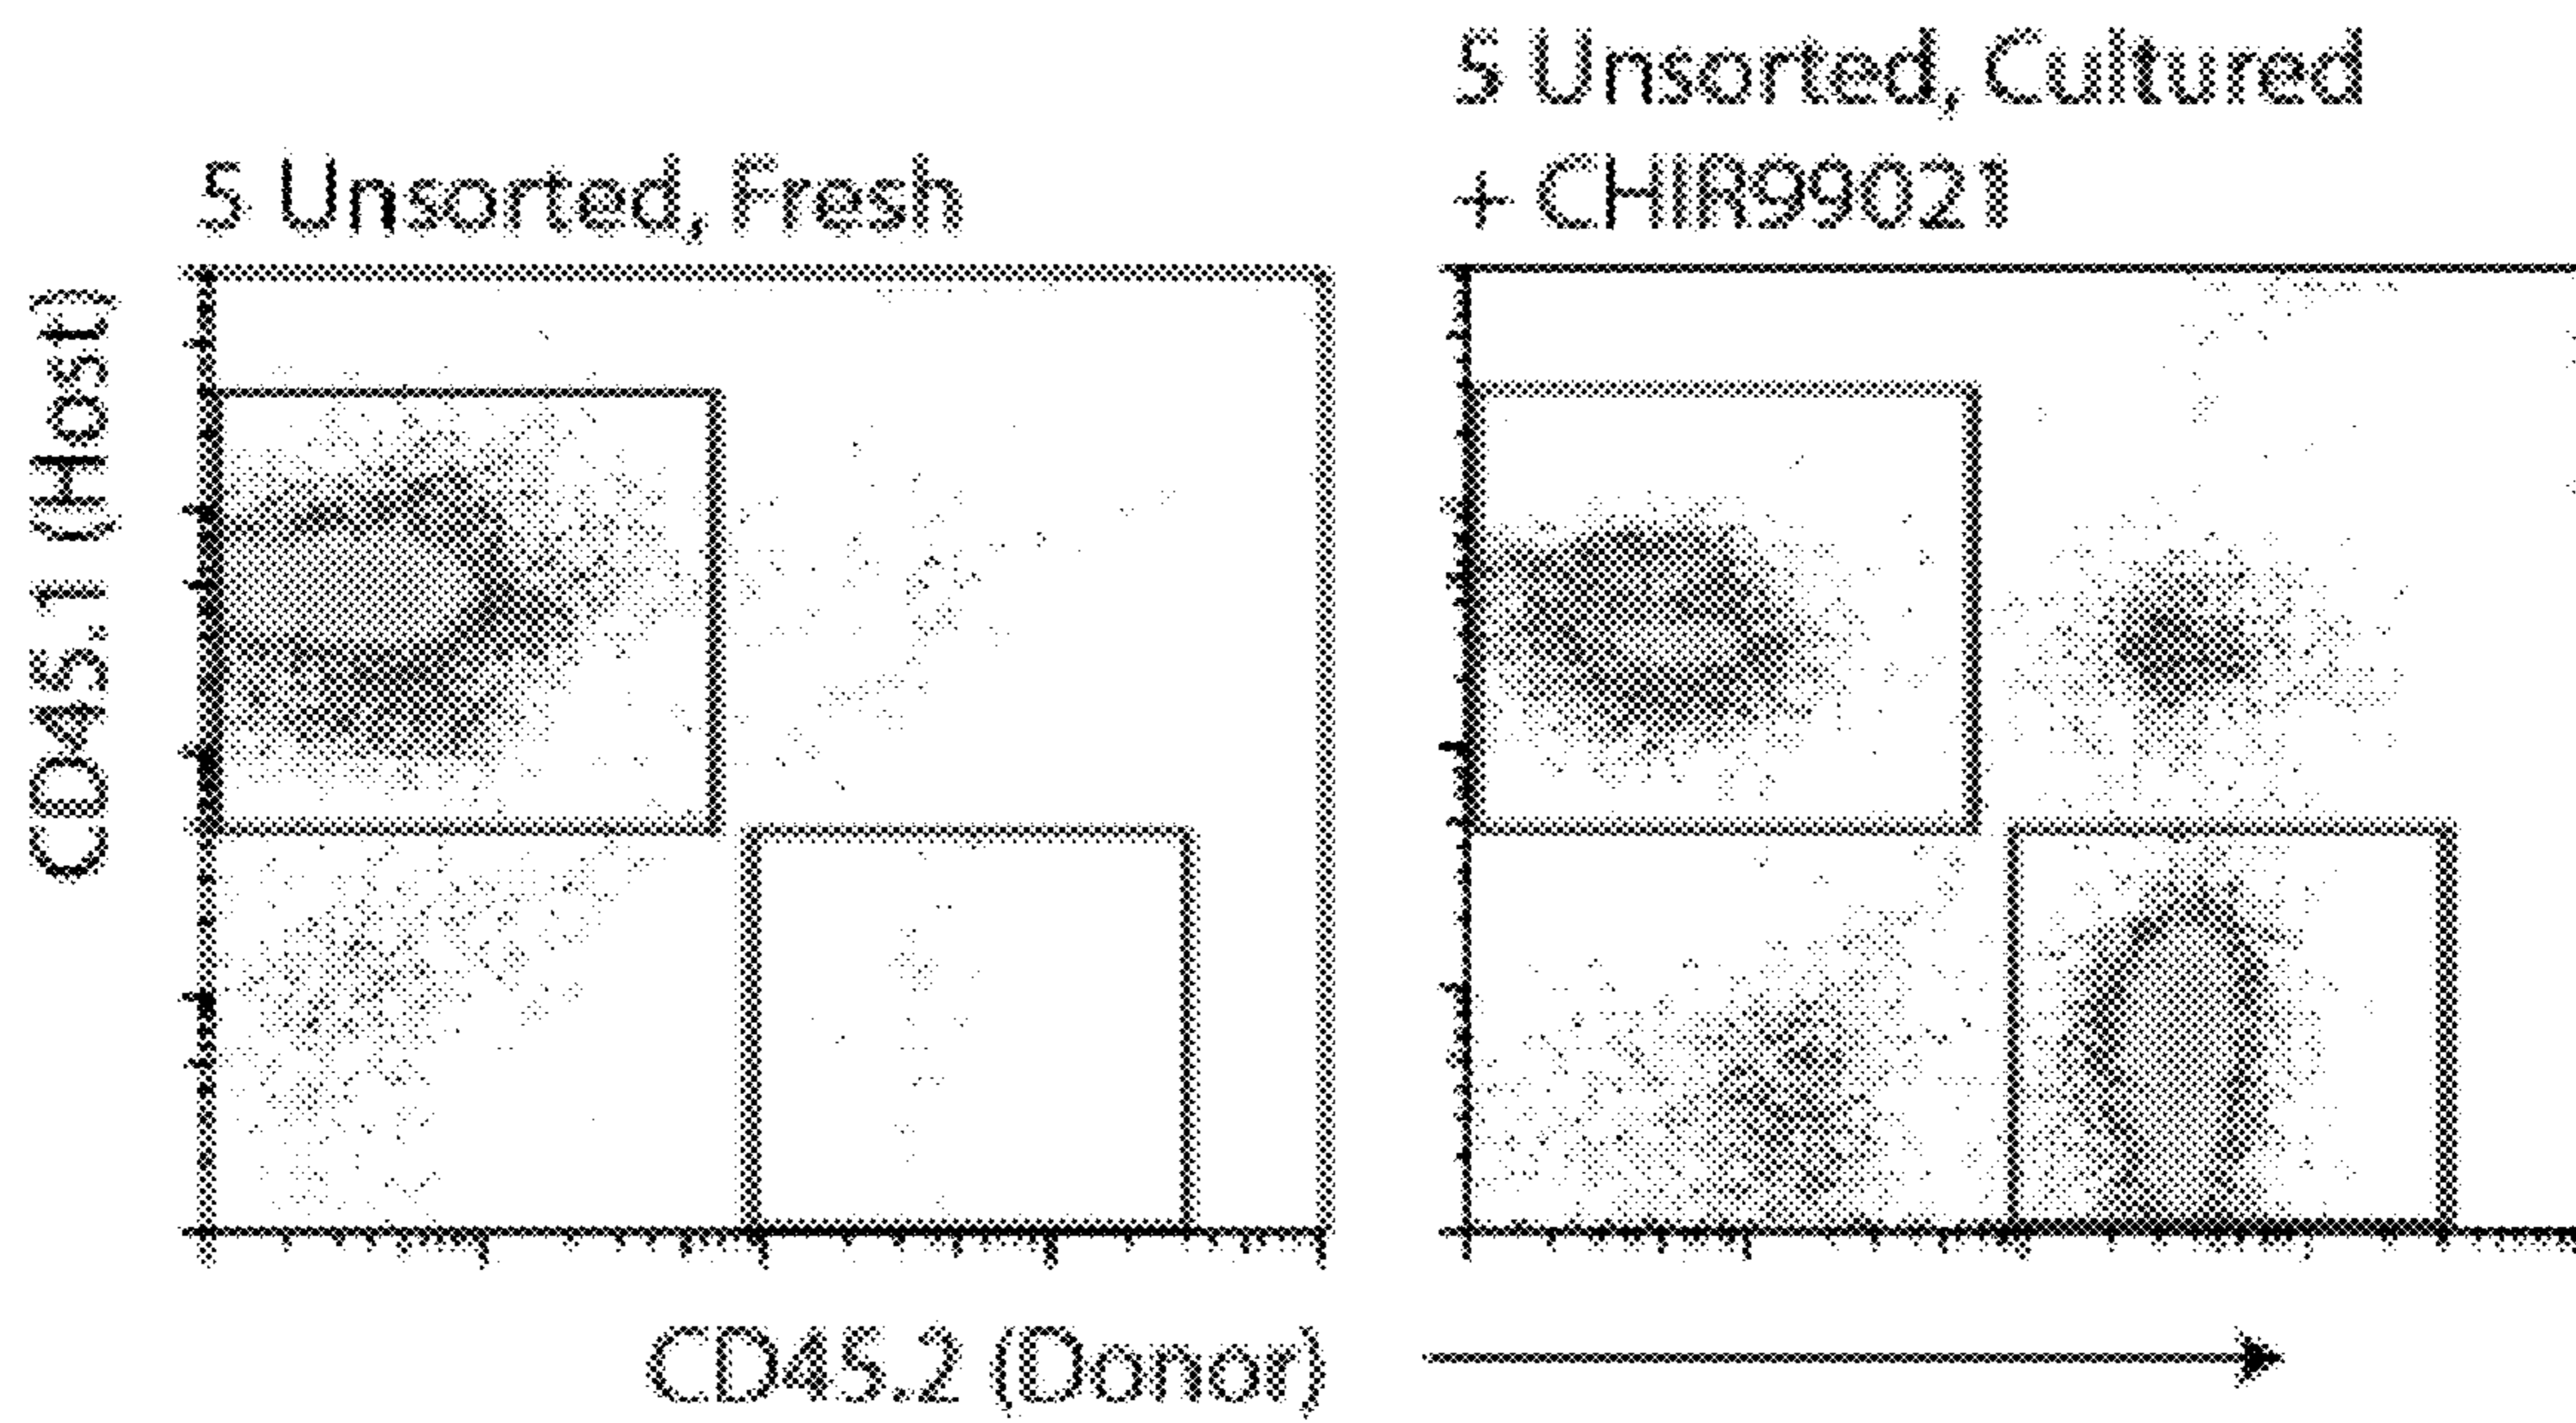 5 Unsorted, Fresh
5 Unsorted, Cultured
+ CHIR99021
CD45.1 (Host)
CD45.2 (Donor)